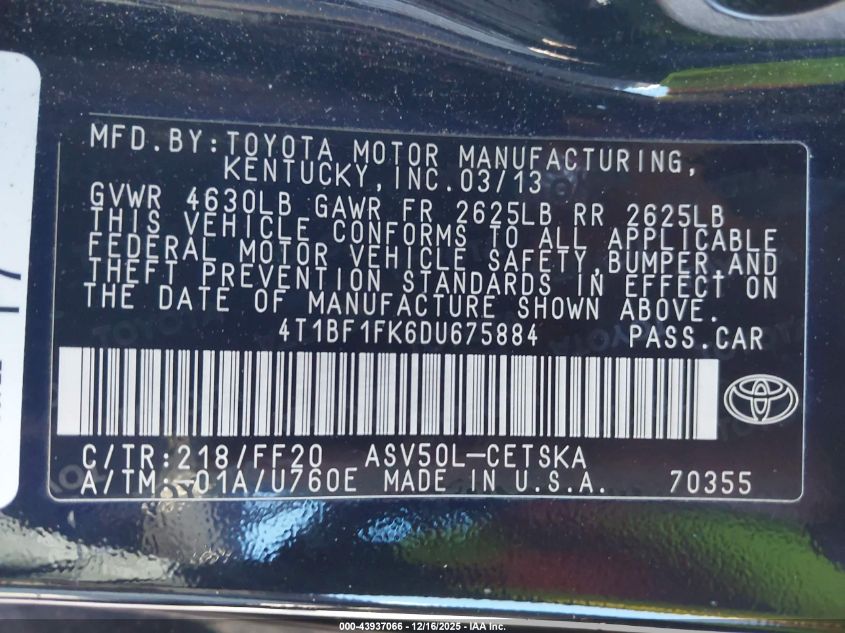 MFD.BY:TOYOTA MOTOR MANUFACTURING,
KENTUCKY,INC.03/13
GVWR 4630LB GAWR FR 2625LB RR 2625LB
THIS VEHICLE CONFORMS TO ALL APPLICABLE
FEDERAL MOTOR VEHICLE SAFETY,BUMPER,AND
THEFT PREVENTION STANDARDS IN EFFECT ON
THE DATE OF MANUFACTURE SHOWN ABOVE.
4T1BF1FK6DU675884 PASS.CAR
C/TR:218/FF20 ASV50L-CETSKA
A/TM:-01A/U760E MADE IN U.S.A. 70355
000-43937066 - 12/16/2025 - IAA Inc.